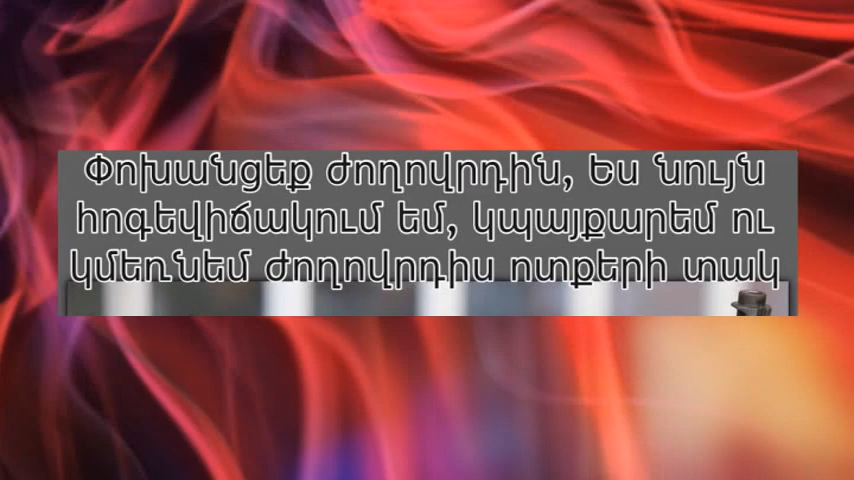 Փոխանցեք ժողովրդին, Ես նույն
հոգեվիճակում եմ, կպայքարեմ ու
կմեռնեմ ժողովրդիս ոտքերի տակ